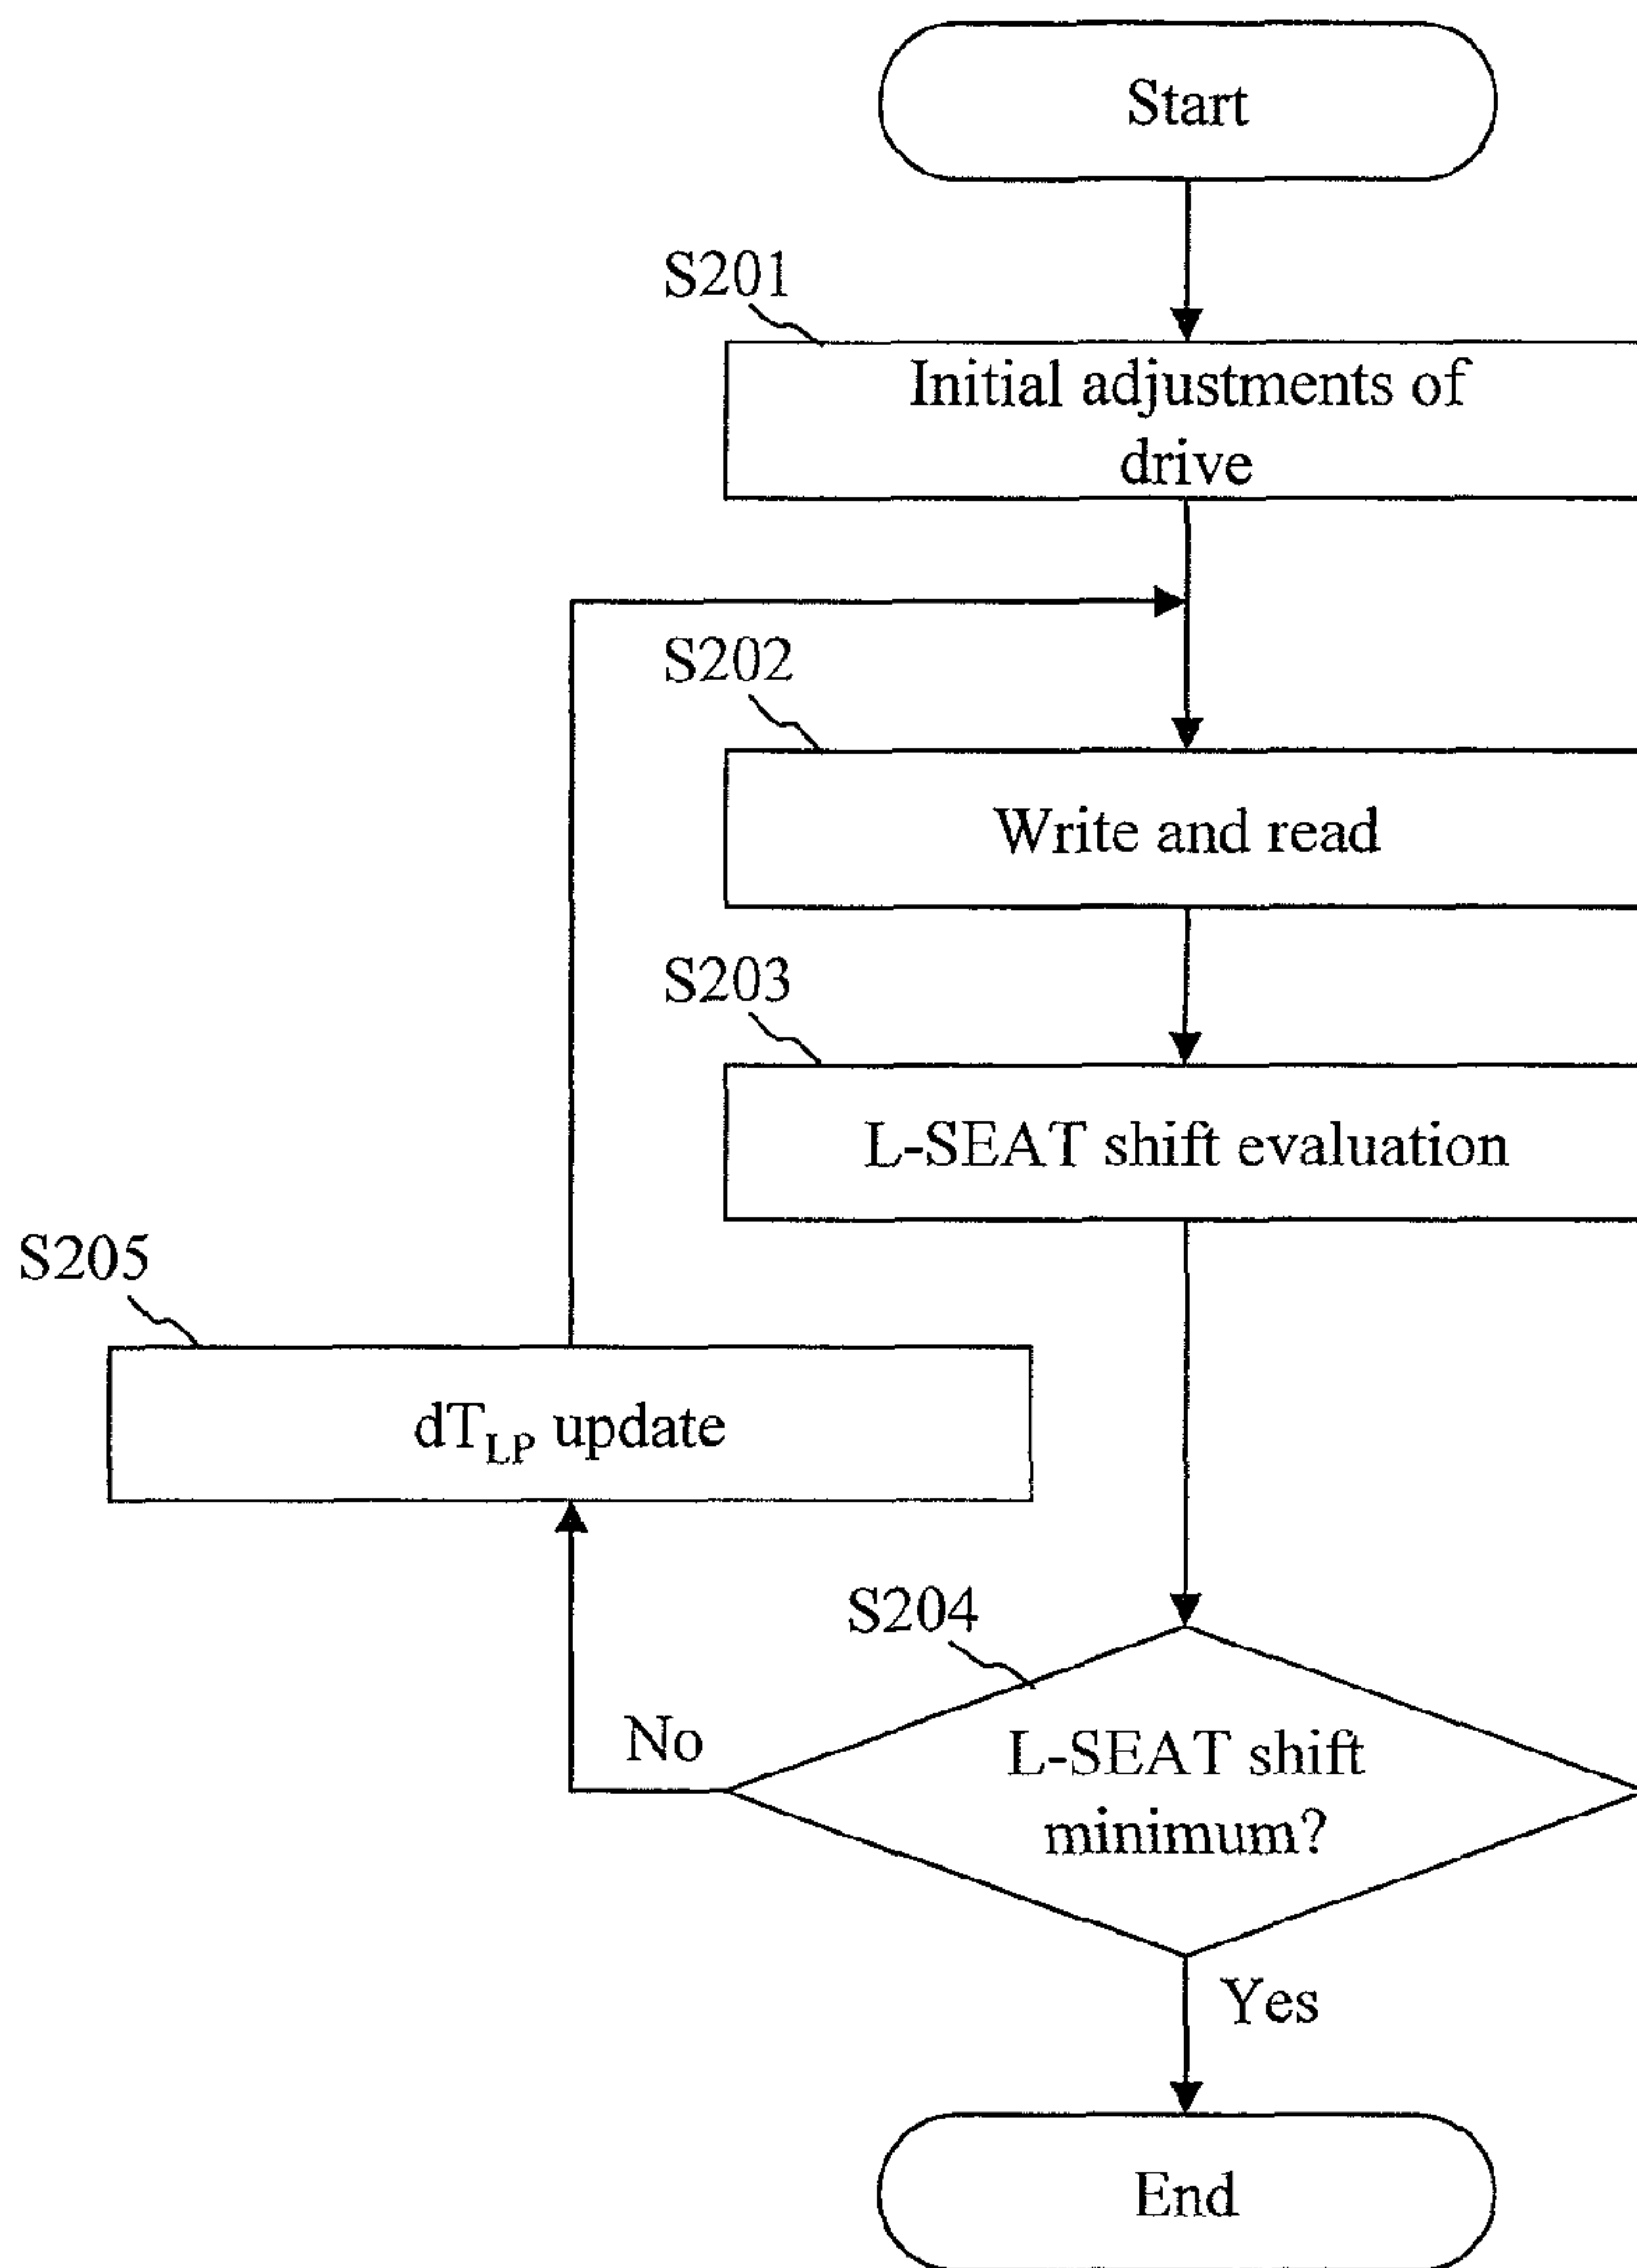 Start
S201
Initial adjustments of
drive
S202
Write and read
S203
L-SEAT shift evaluation
S205
dT_LP update
S204
No
L-SEAT shift
minimum?
Yes
End